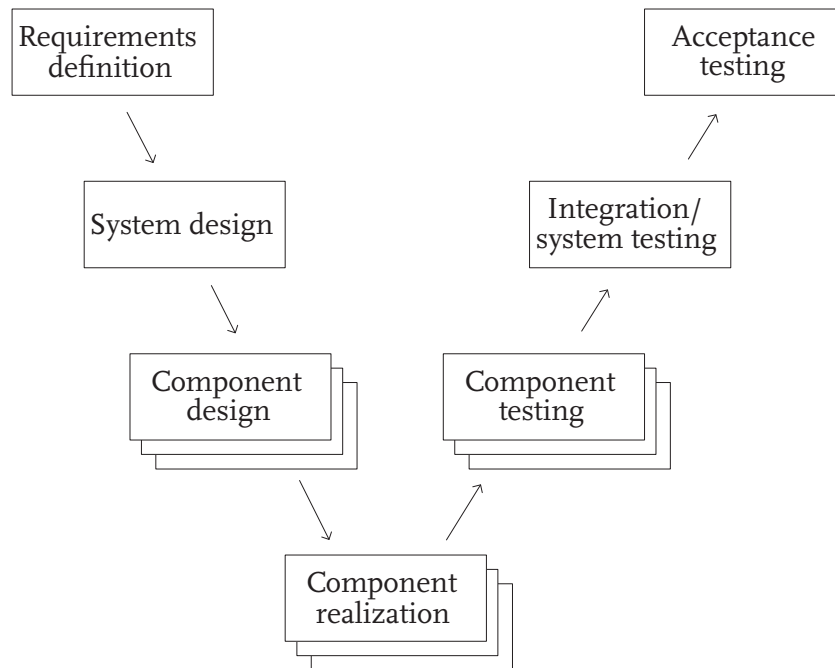 Requirements
definition
Acceptance
testing
System design
Integration/
system testing
Component
design
Component
testing
Component
realization